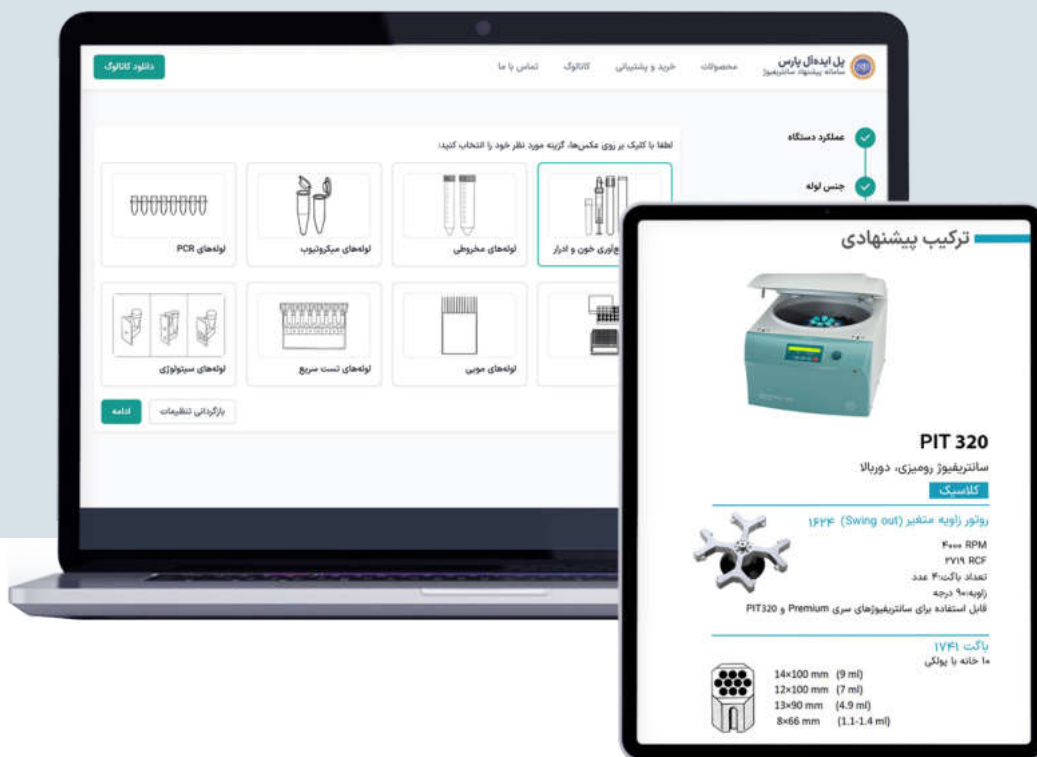 پل ایده‌آل پارس
سامانه پیشنهاد سانتریفیوژ
محصولات
خرید و پشتیبانی
کاتالوگ
تماس با ما
دانلود کاتالوگ
عملکرد دستگاه
جنس لوله
لطفا با کلیک بر روی عکس‌ها، گزینه مورد نظر خود را انتخاب کنید:
خون و ادرار
لوله‌های مخروطی
لوله‌های میکروتیوب
لوله‌های PCR
لوله‌های مویی
لوله‌های تست سریع
لوله‌های سیتولوژی
بازگردانی تنظیمات
ادامه
ترکیب پیشنهادی
PIT 320
سانتریفیوژ رومیزی، دوربالا
کلاسیک
روتور زاویه متغیر (Swing out) ۱۶۲۴
۴۰۰۰ RPM
۲۷۱۹ RCF
تعداد باکت:۴ عدد
زاویه:۹۰ درجه
قابل استفاده برای سانتریفیوژهای سری Premium و PIT320
باکت ۱۷۴۱
۱۰ خانه با پولکی
14×100 mm (9 ml)
12×100 mm (7 ml)
13×90 mm (4.9 ml)
8×66 mm (1.1-1.4 ml)